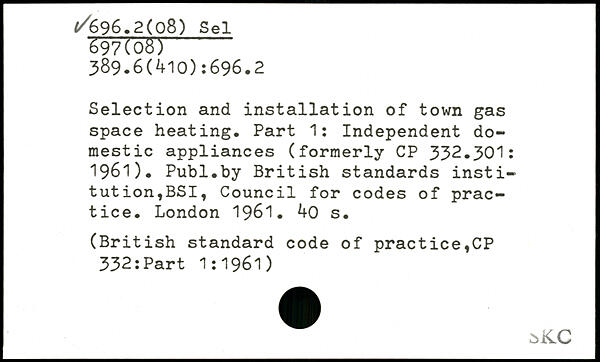 ✓696.2(08) Sel
697(08)
389.6(410):696.2
Selection and installation of town gas
space heating. Part 1: Independent do-
mestic appliances (formerly CP 332.301:
1961). Publ.by British standards insti-
tution,BSI, Council for codes of prac-
tice. London 1961. 40 s.
(British standard code of practice,CP
332:Part 1:1961)
SKC